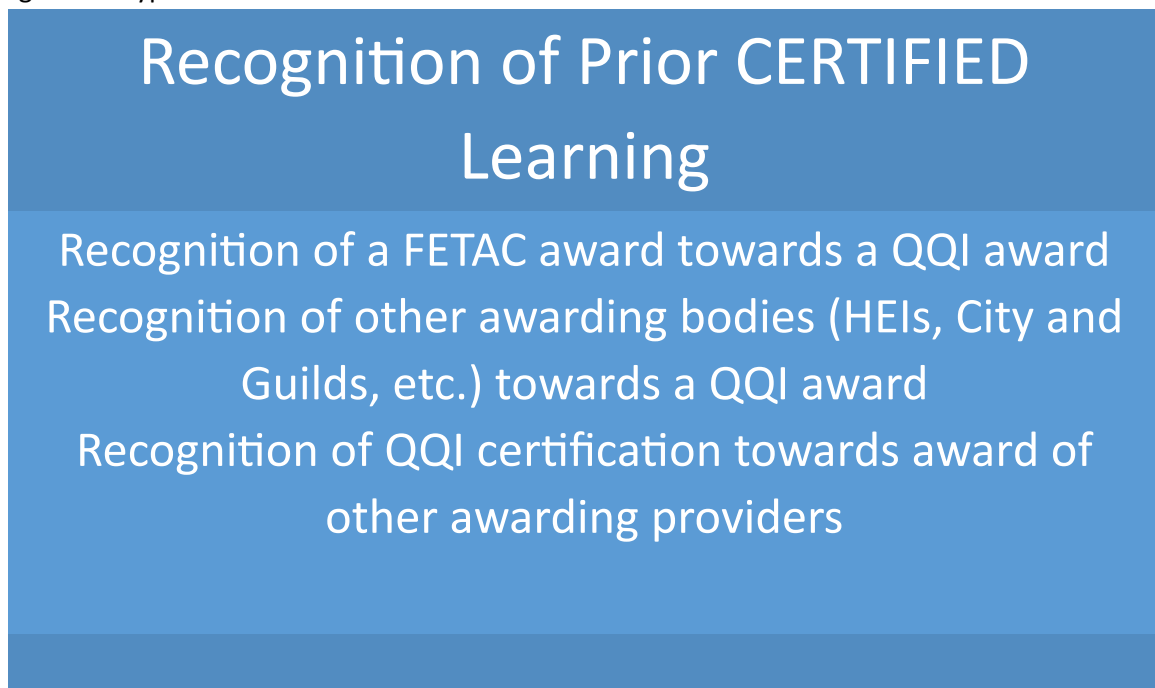 Recognition of Prior CERTIFIED
Learning
Recognition of a FETAC award towards a QQI award
Recognition of other awarding bodies (HEIs, City and
Guilds, etc.) towards a QQI award
Recognition of QQI certification towards award of
other awarding providers